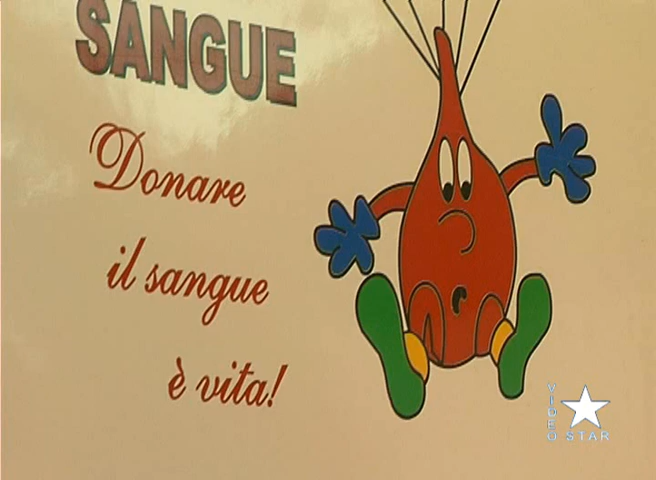 SANGUE
Donare
il sangue
è vita!
VIDEO
STAR